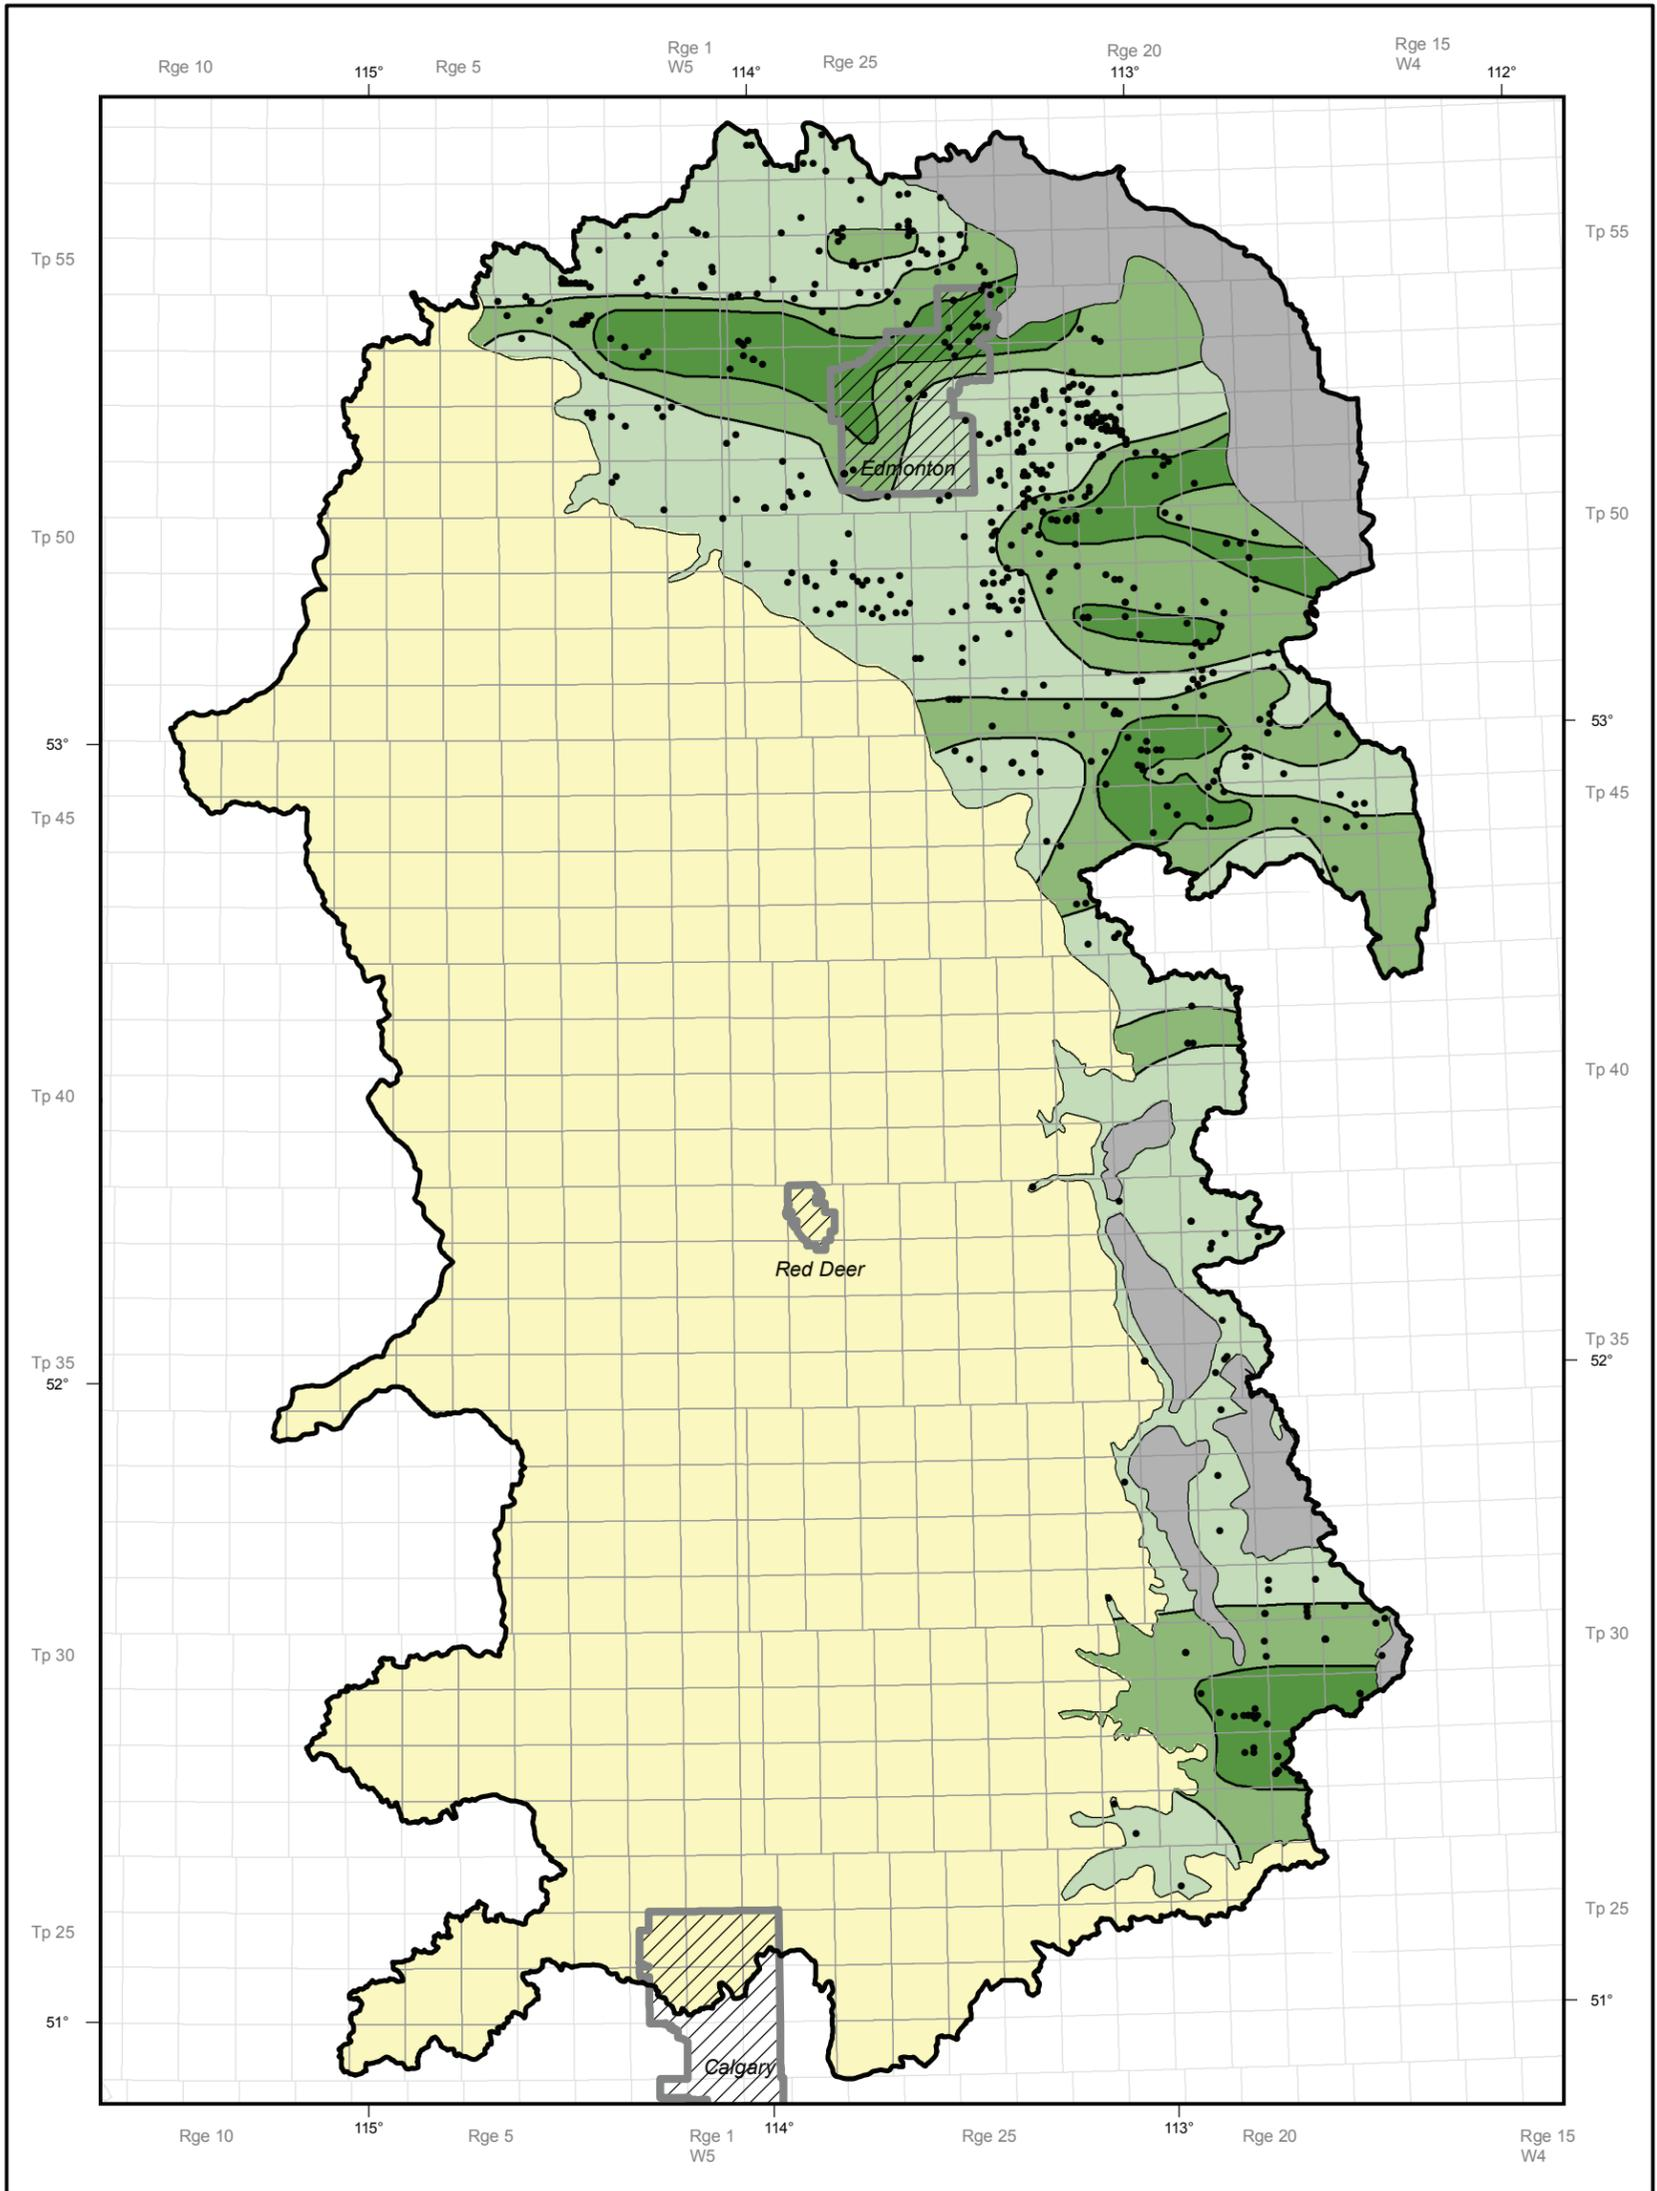 Rge 10
115°
Rge 5
Rge 1
W5
114°
Rge 25
Rge 20
113°
Rge 15
W4
112°
Tp 55
Tp 55
Tp 50
Edmonton
Tp 50
53°
53°
Tp 45
Tp 45
Tp 40
Tp 40
Red Deer
Tp 35
52°
Tp 35
52°
Tp 30
Tp 30
Tp 25
Tp 25
51°
51°
Calgary
Rge 10
115°
Rge 5
Rge 1
W5
114°
Rge 25
113°
Rge 20
Rge 15
W4